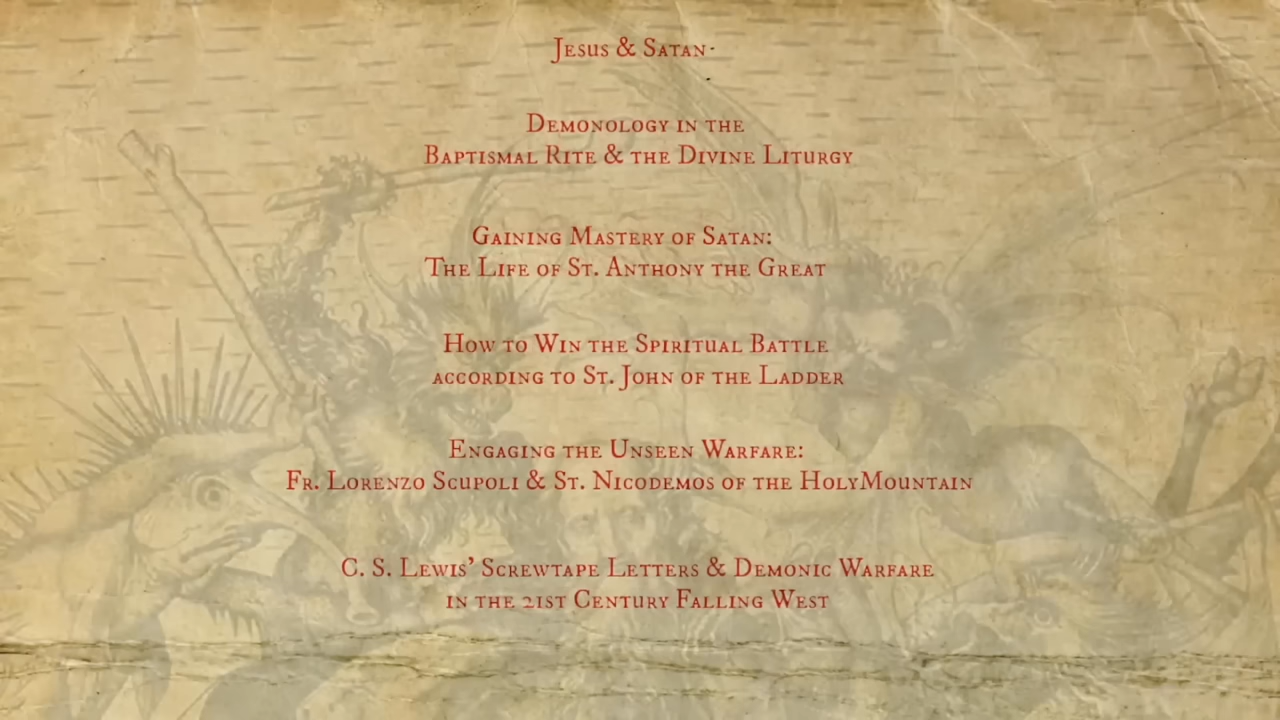 Jesus & Satan
Demonology in the
Baptismal Rite & the Divine Liturgy
Gaining Mastery of Satan:
The Life of St. Anthony the Great
How to Win the Spiritual Battle
according to St. John of the Ladder
Engaging the Unseen Warfare:
Fr. Lorenzo Scupoli & St. Nicodemos of the HolyMountain
C. S. Lewis' Screwtape Letters & Demonic Warfare
in the 21st Century Falling West